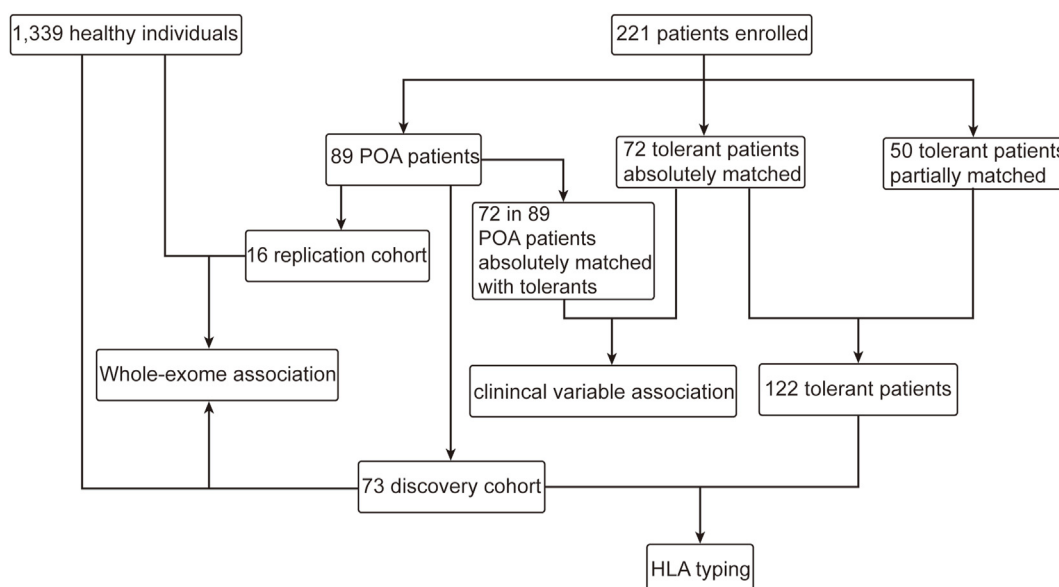 1,339 healthy individuals
221 patients enrolled
89 POA patients
72 tolerant patients
absolutely matched
50 tolerant patients
partially matched
72 in 89
POA patients
absolutely matched
with tolerants
16 replication cohort
Whole-exome association
clinincal variable association
122 tolerant patients
73 discovery cohort
HLA typing